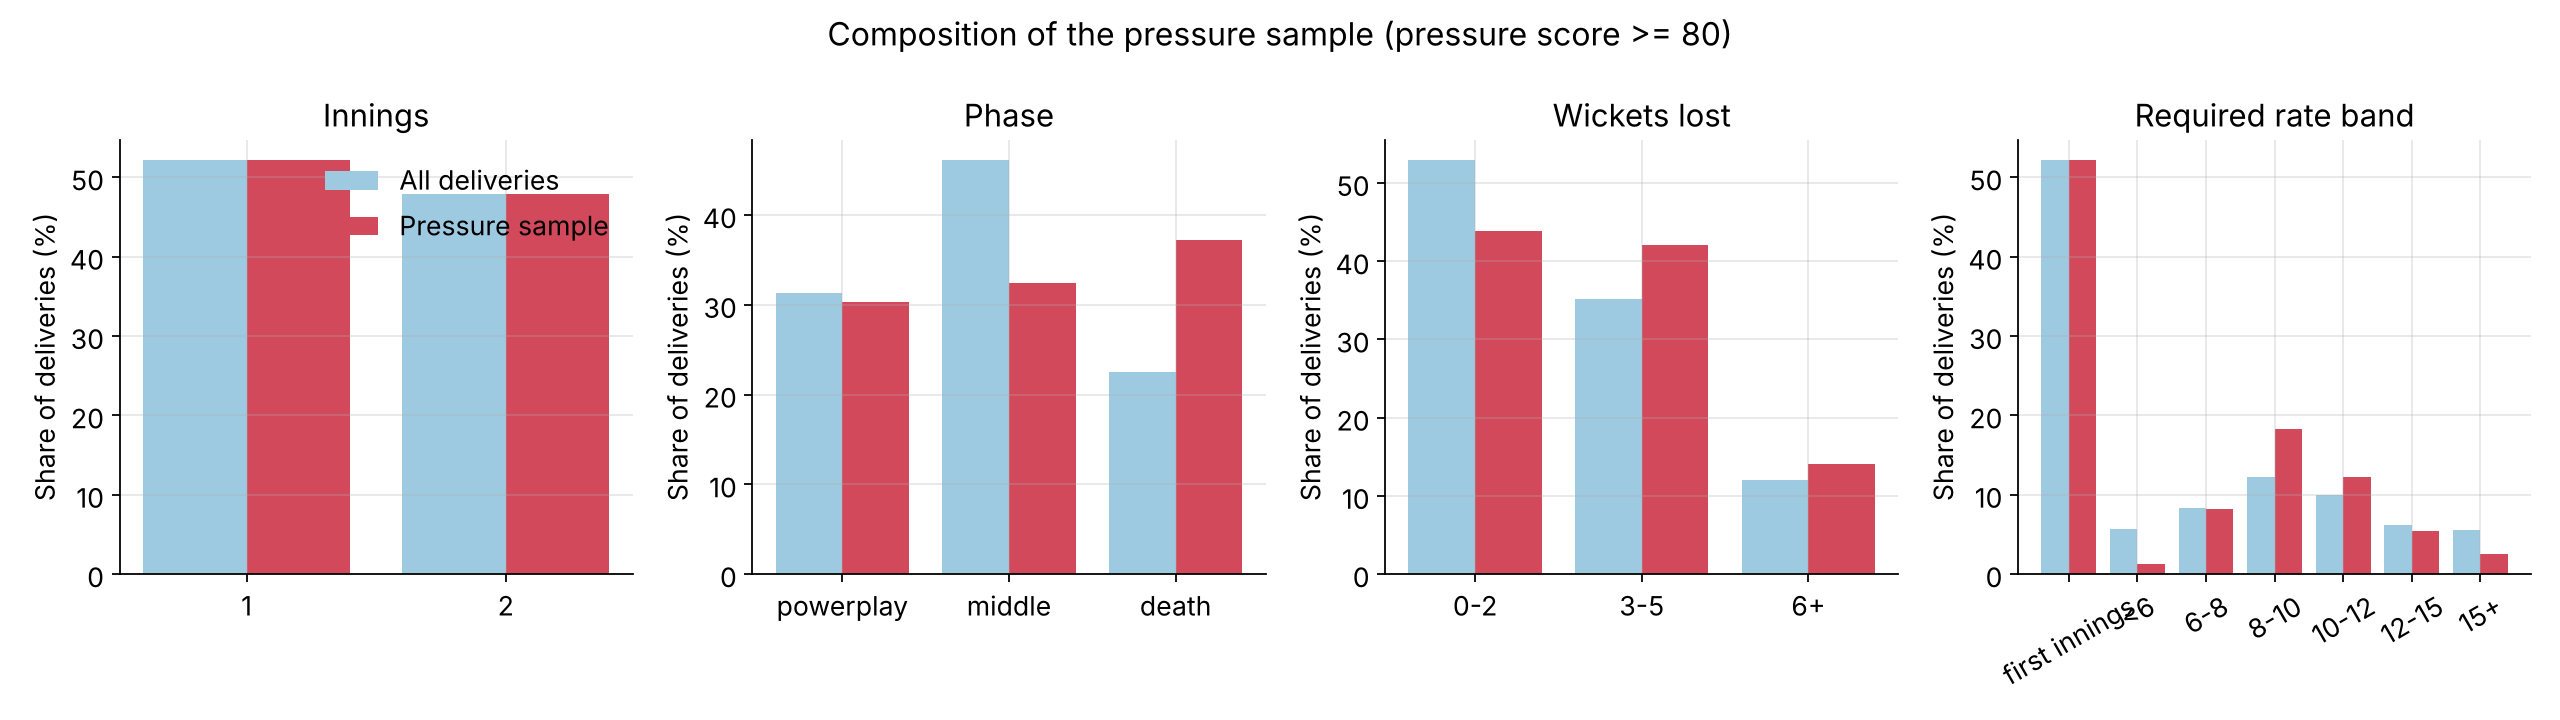 Composition of the pressure sample (pressure score >= 80)
Innings
Share of deliveries (%)
50
40
30
20
10
0
1
2
All deliveries
Pressure sample
Phase
Share of deliveries (%)
40
30
20
10
0
powerplay
middle
death
Wickets lost
Share of deliveries (%)
50
40
30
20
10
0
0-2
3-5
6+
Required rate band
Share of deliveries (%)
50
40
30
20
10
0
first innings
6-8
8-10
10-12
12-15
15+